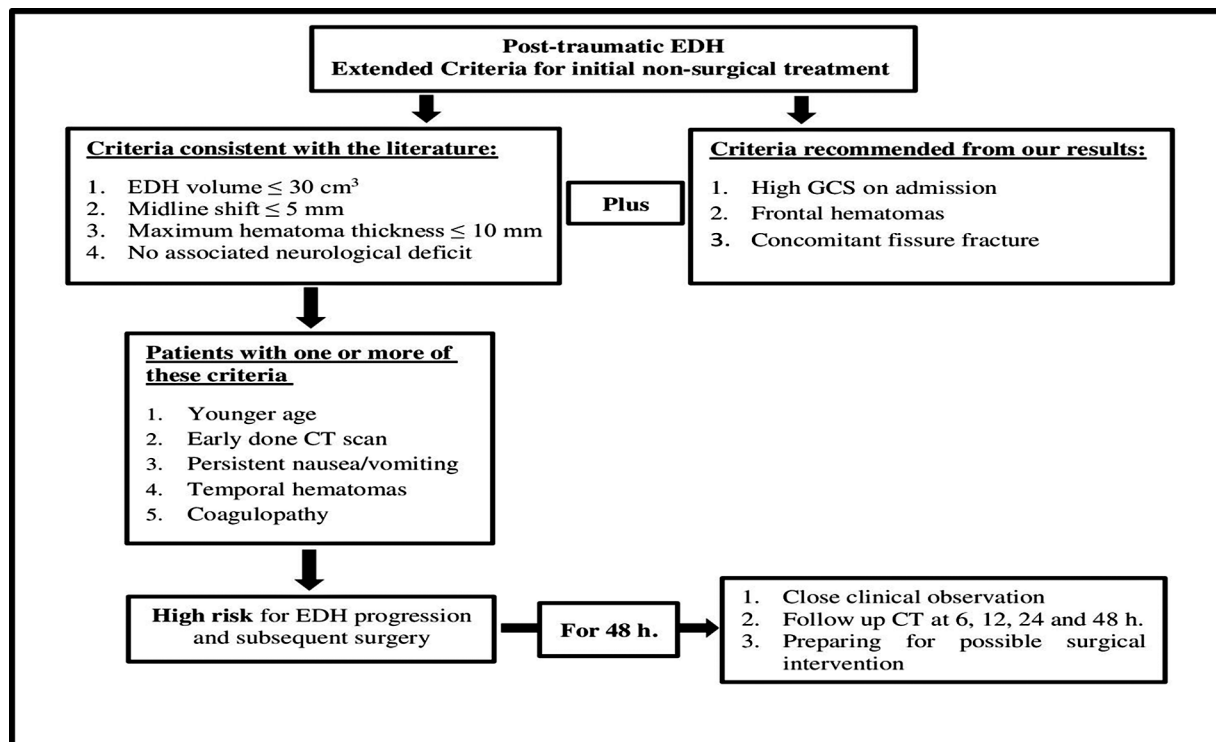 Post-traumatic EDH
Extended Criteria for initial non-surgical treatment
Criteria consistent with the literature:
1. EDH volume ≤ 30 cm³
2. Midline shift ≤ 5 mm
3. Maximum hematoma thickness ≤ 10 mm
4. No associated neurological deficit
Plus
Criteria recommended from our results:
1. High GCS on admission
2. Frontal hematomas
3. Concomitant fissure fracture
Patients with one or more of
these criteria
1. Younger age
2. Early done CT scan
3. Persistent nausea/vomiting
4. Temporal hematomas
5. Coagulopathy
High risk for EDH progression
and subsequent surgery
For 48 h.
1. Close clinical observation
2. Follow up CT at 6, 12, 24 and 48 h.
3. Preparing for possible surgical
intervention